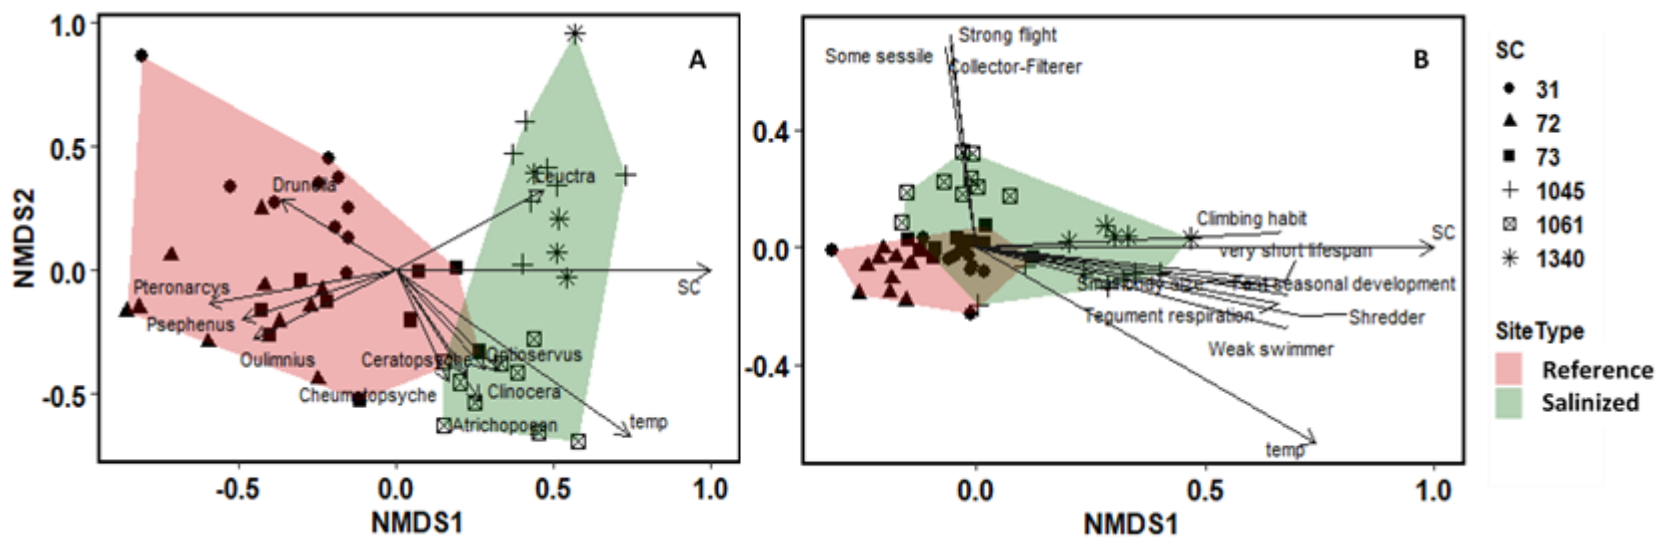 A
1.0
0.5
0.0
-0.5
NMDS2
Drunella
Leuctra
Pteronarcys
Psephenus
Oulimnius
SC
Ceratopsyche
Optioservus
Cheumatopsyche
Clinocera
Atrichopogon
temp
-0.5
0.0
0.5
1.0
NMDS1
B
0.4
0.0
-0.4
Strong flight
Some sessile
Collector-Filterer
Climbing habit
SC
Very short lifespan
Small body size
Fast seasonal development
Tegument respiration
Shredder
Weak swimmer
temp
0.0
0.5
1.0
NMDS1
SC
31
72
73
1045
1061
1340
Site Type
Reference
Salinized